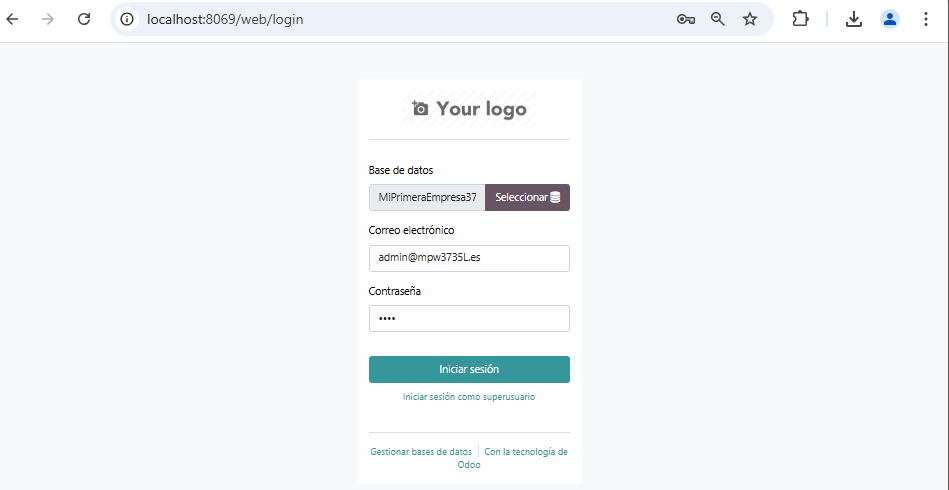 localhost:8069/web/login
Your logo
Base de datos
MiPrimeraEmpresa37
Seleccionar
Correo electrónico
admin@mpw3735L.es
Contraseña
••••
Iniciar sesión
Iniciar sesión como superusuario
Gestionar bases de datos | Con la tecnología de
Odoo